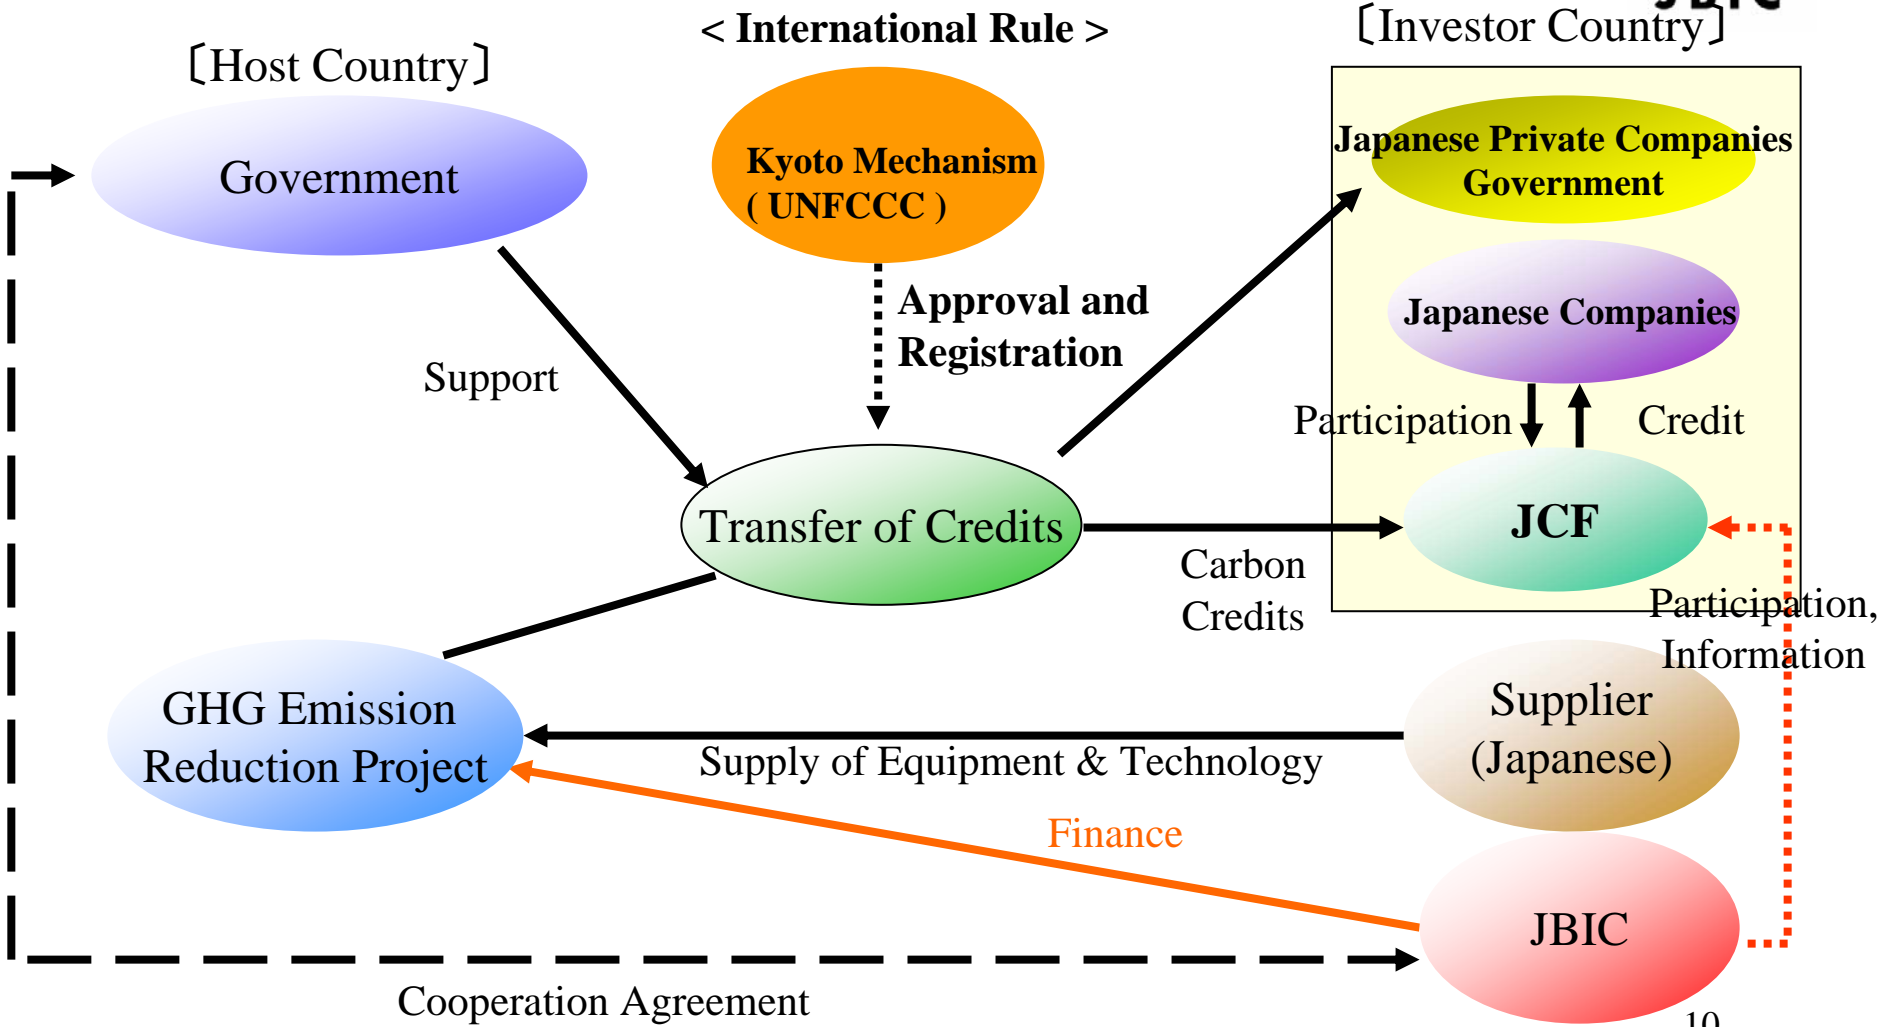 JBIC
< International Rule >
〔Investor Country〕
〔Host Country〕
Government
Kyoto Mechanism
( UNFCCC )
Japanese Private Companies
Government
Approval and
Registration
Japanese Companies
Support
Participation
Credit
Transfer of Credits
JCF
Carbon
Credits
Participation,
Information
GHG Emission
Reduction Project
Supplier
(Japanese)
Supply of Equipment & Technology
Finance
JBIC
Cooperation Agreement
10